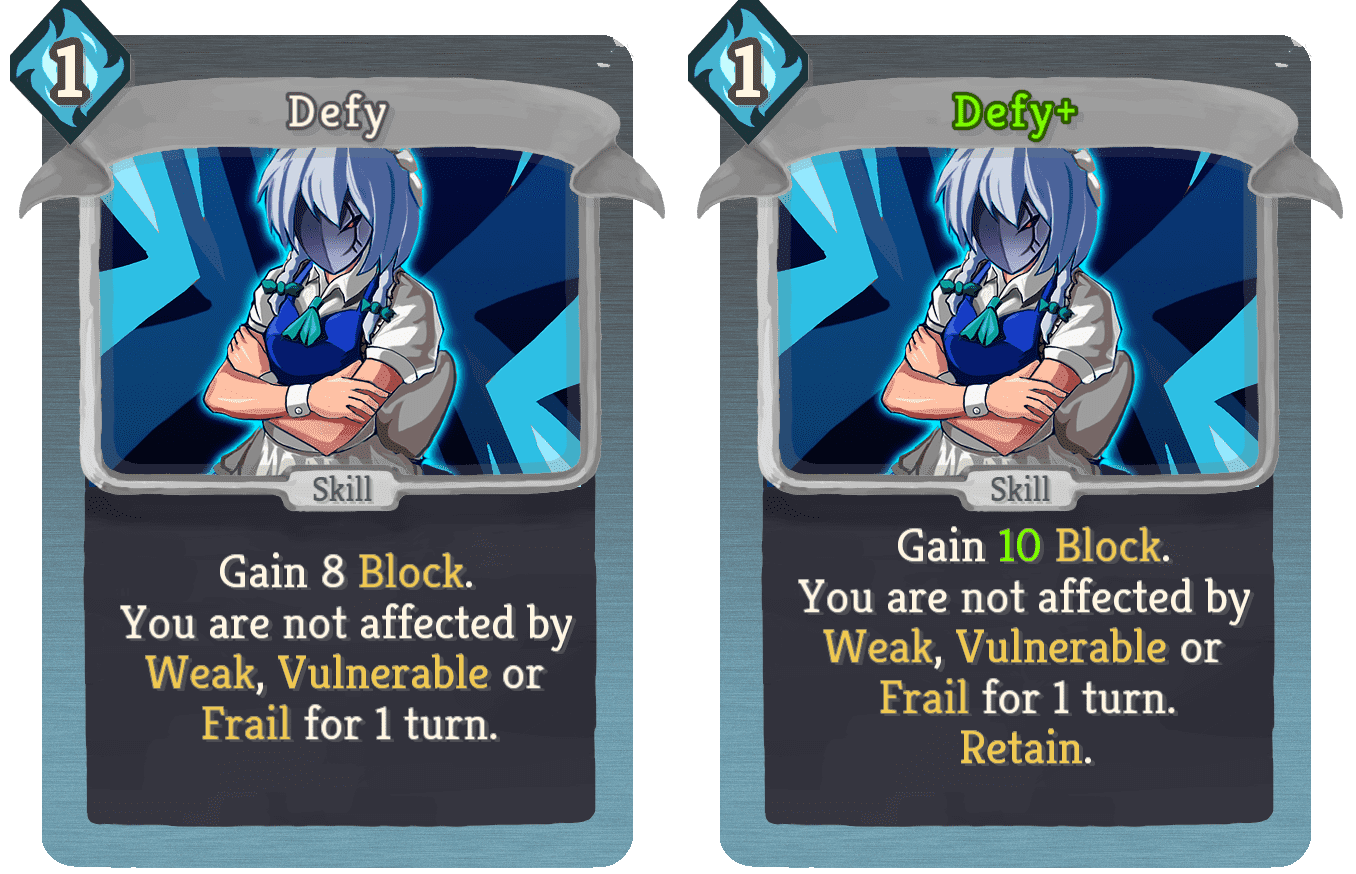 1
Defy
Skill
Gain 8 Block.
You are not affected by
Weak, Vulnerable or
Frail for 1 turn.
1
Defy+
Skill
Gain 10 Block.
You are not affected by
Weak, Vulnerable or
Frail for 1 turn.
Retain.